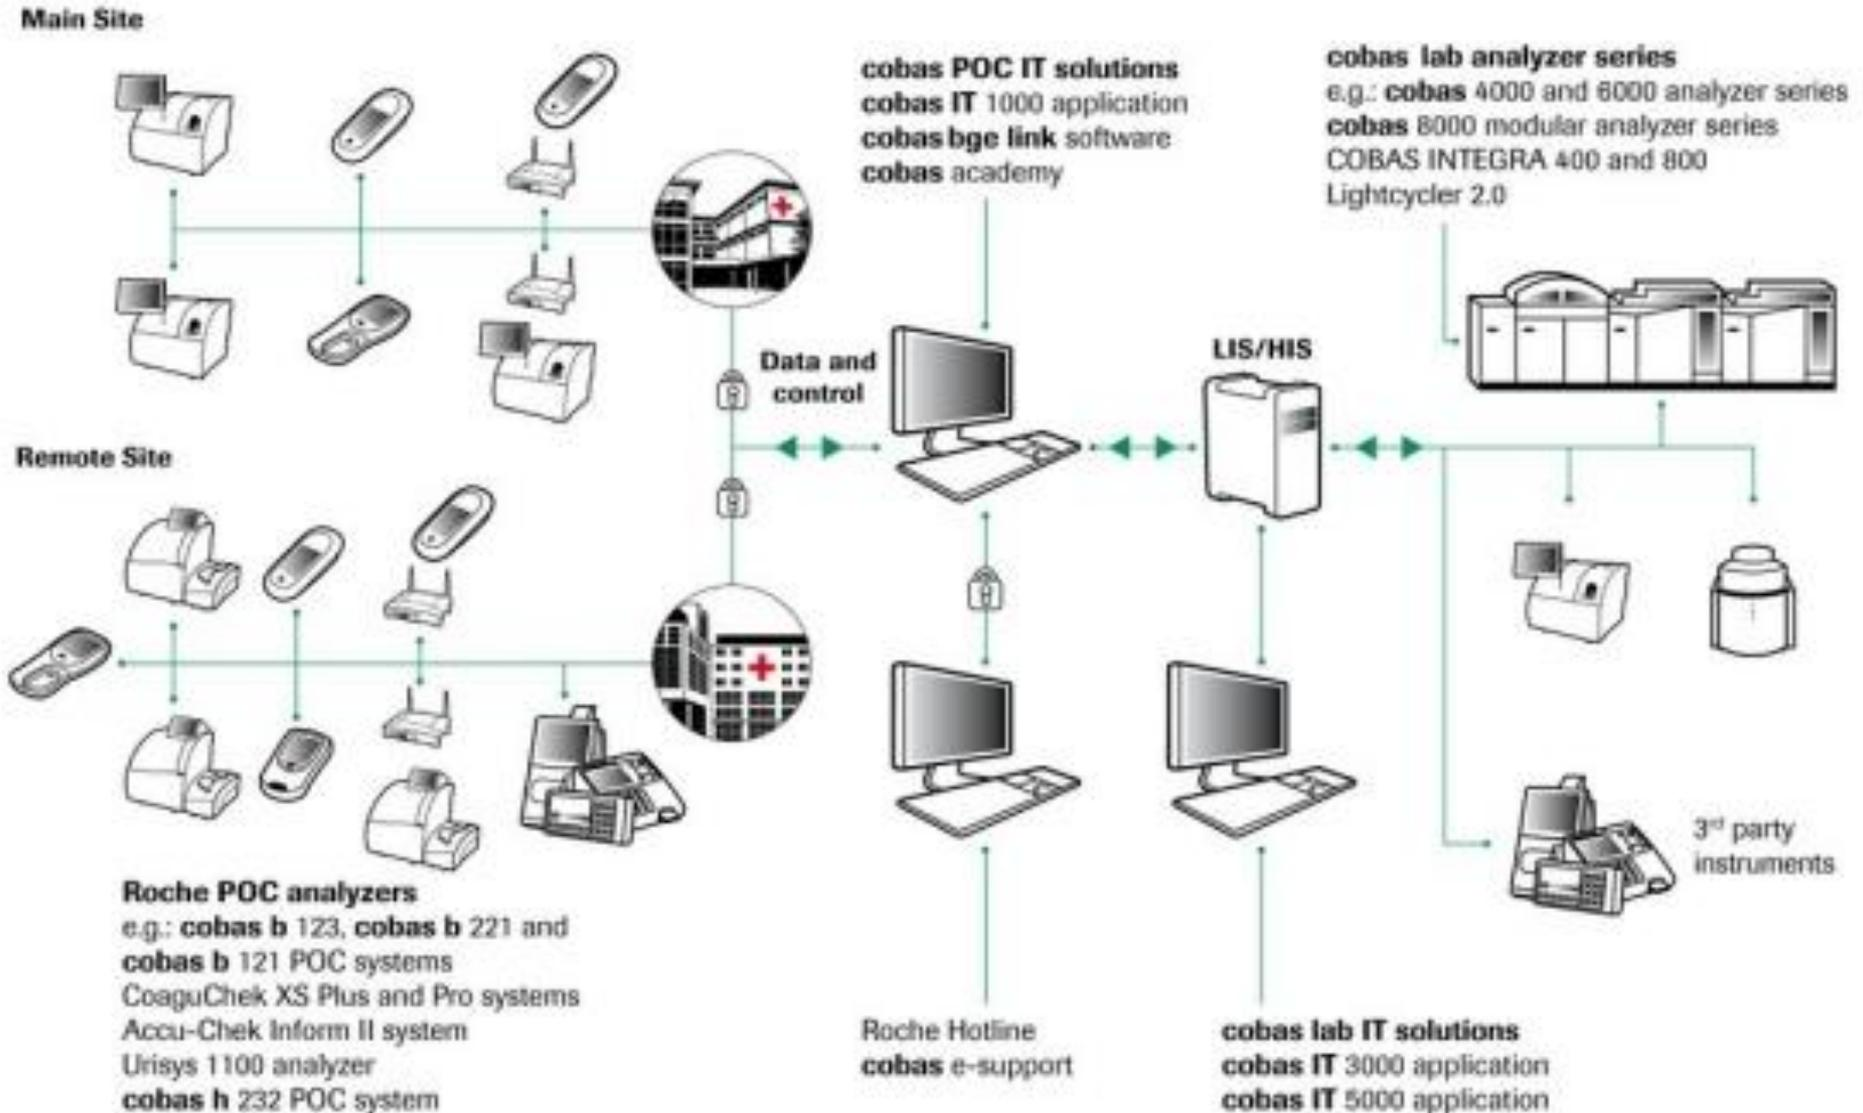 Main Site
cobas POC IT solutions
cobas IT 1000 application
cobas bge link software
cobas academy
cobas lab analyzer series
e.g.: cobas 4000 and 6000 analyzer series
cobas 8000 modular analyzer series
COBAS INTEGRA 400 and 800
Lightcycler 2.0
Data and
control
LIS/HIS
Remote Site
3rd party
instruments
Roche POC analyzers
e.g.: cobas b 123, cobas b 221 and
cobas b 121 POC systems
CoaguChek XS Plus and Pro systems
Accu-Chek Inform II system
Urisys 1100 analyzer
cobas h 232 POC system
Roche Hotline
cobas e-support
cobas lab IT solutions
cobas IT 3000 application
cobas IT 5000 application